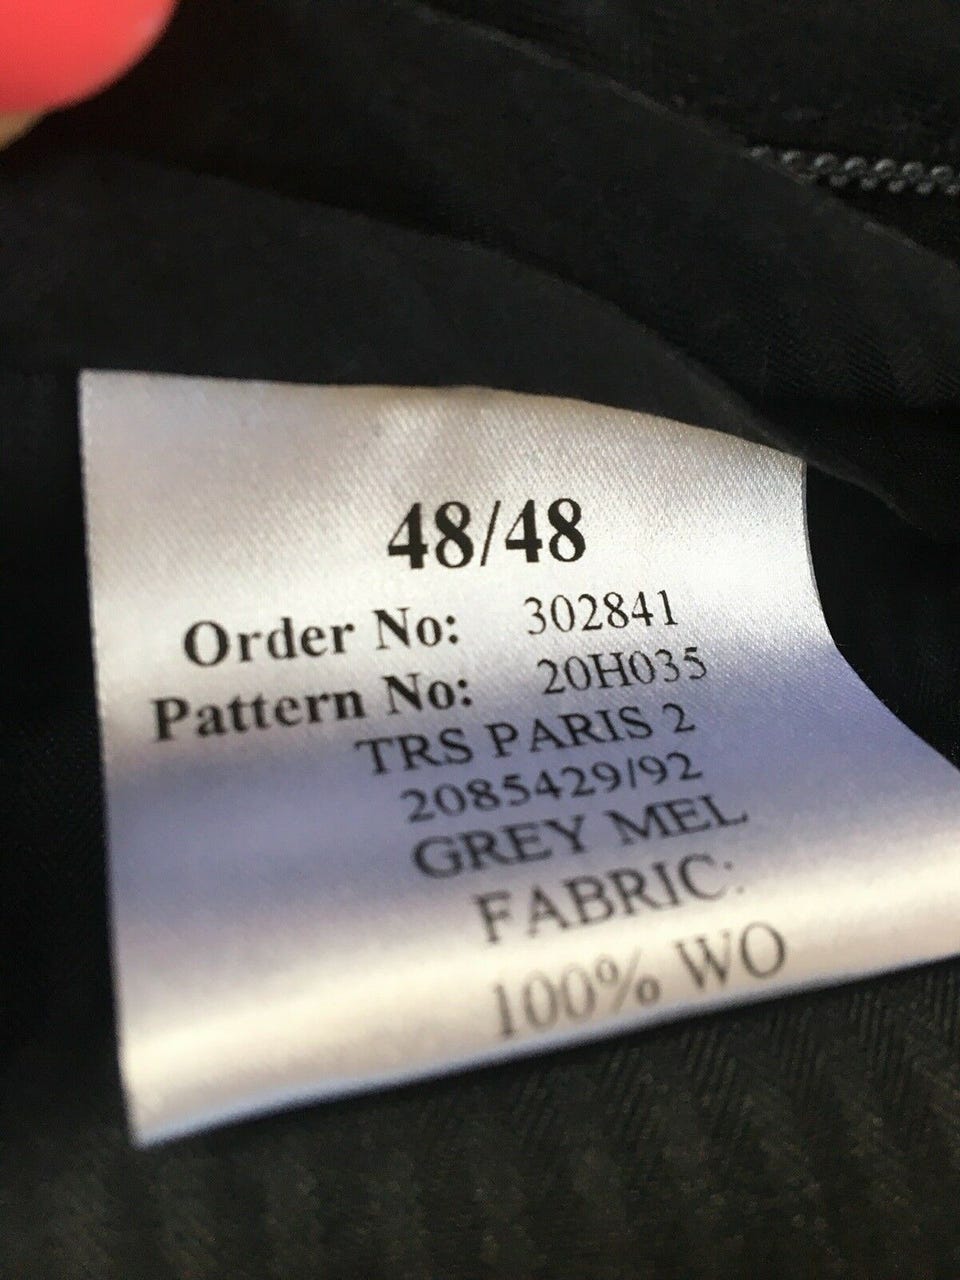 48/48
Order No: 302841
Pattern No: 20H035
TRS PARIS 2
2085429/92
GREY MEL
FABRIC:
100% WO